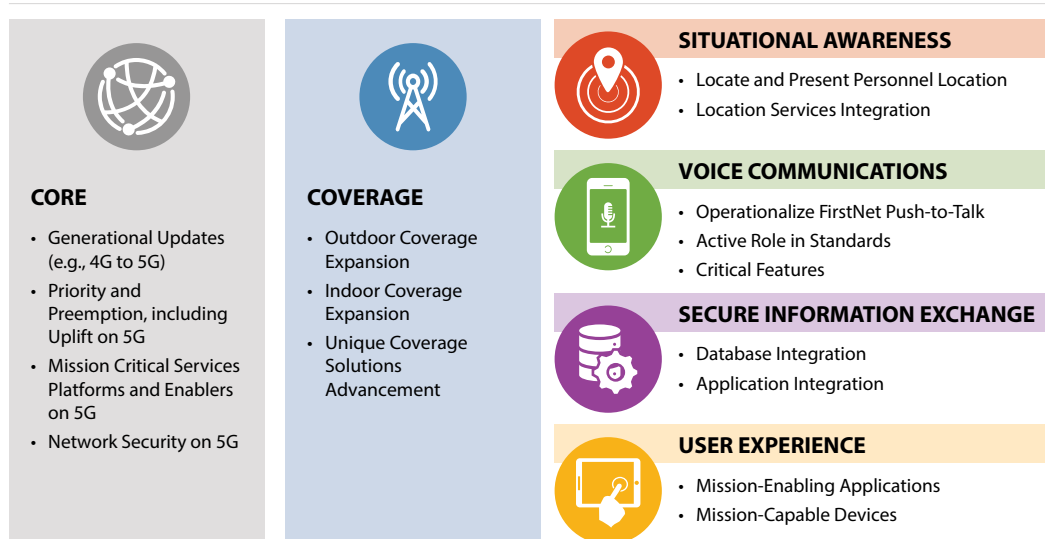 CORE
• Generational Updates
(e.g., 4G to 5G)
• Priority and
Preemption, including
Uplift on 5G
• Mission Critical Services
Platforms and Enablers
on 5G
• Network Security on 5G
COVERAGE
• Outdoor Coverage
Expansion
• Indoor Coverage
Expansion
• Unique Coverage
Solutions
Advancement
SITUATIONAL AWARENESS
• Locate and Present Personnel Location
• Location Services Integration
VOICE COMMUNICATIONS
• Operationalize FirstNet Push-to-Talk
• Active Role in Standards
• Critical Features
SECURE INFORMATION EXCHANGE
• Database Integration
• Application Integration
USER EXPERIENCE
• Mission-Enabling Applications
• Mission-Capable Devices